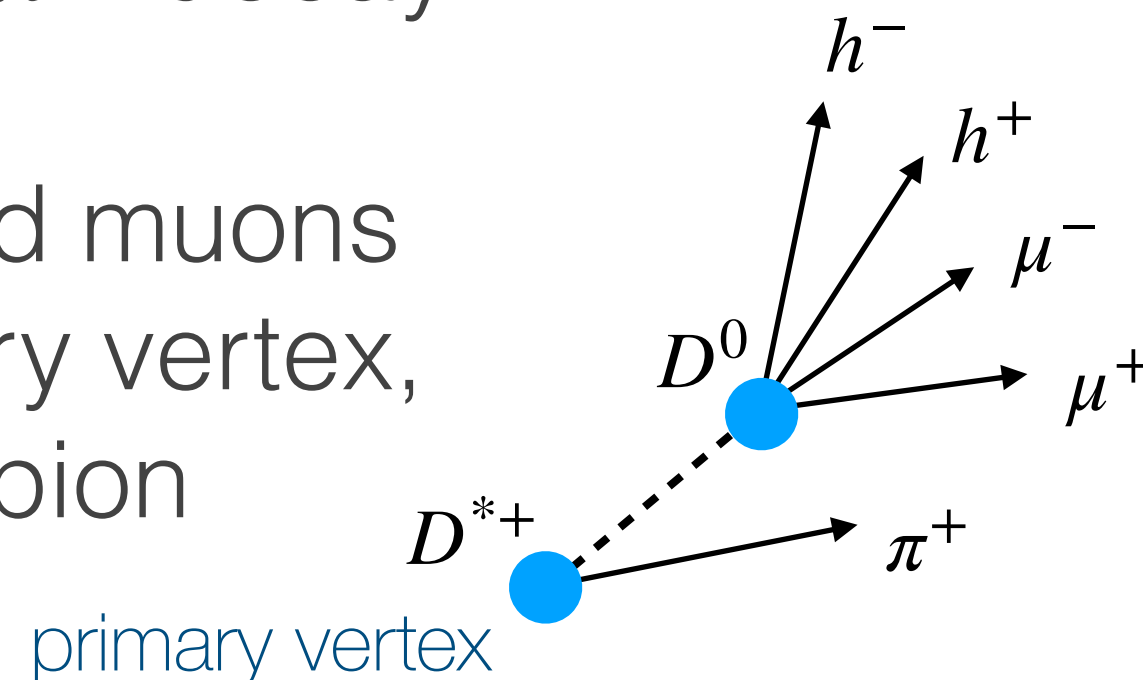 h⁻
h⁺
d muons
μ⁻
ry vertex,
D⁰
μ⁺
pion
D*⁺
π⁺
primary vertex